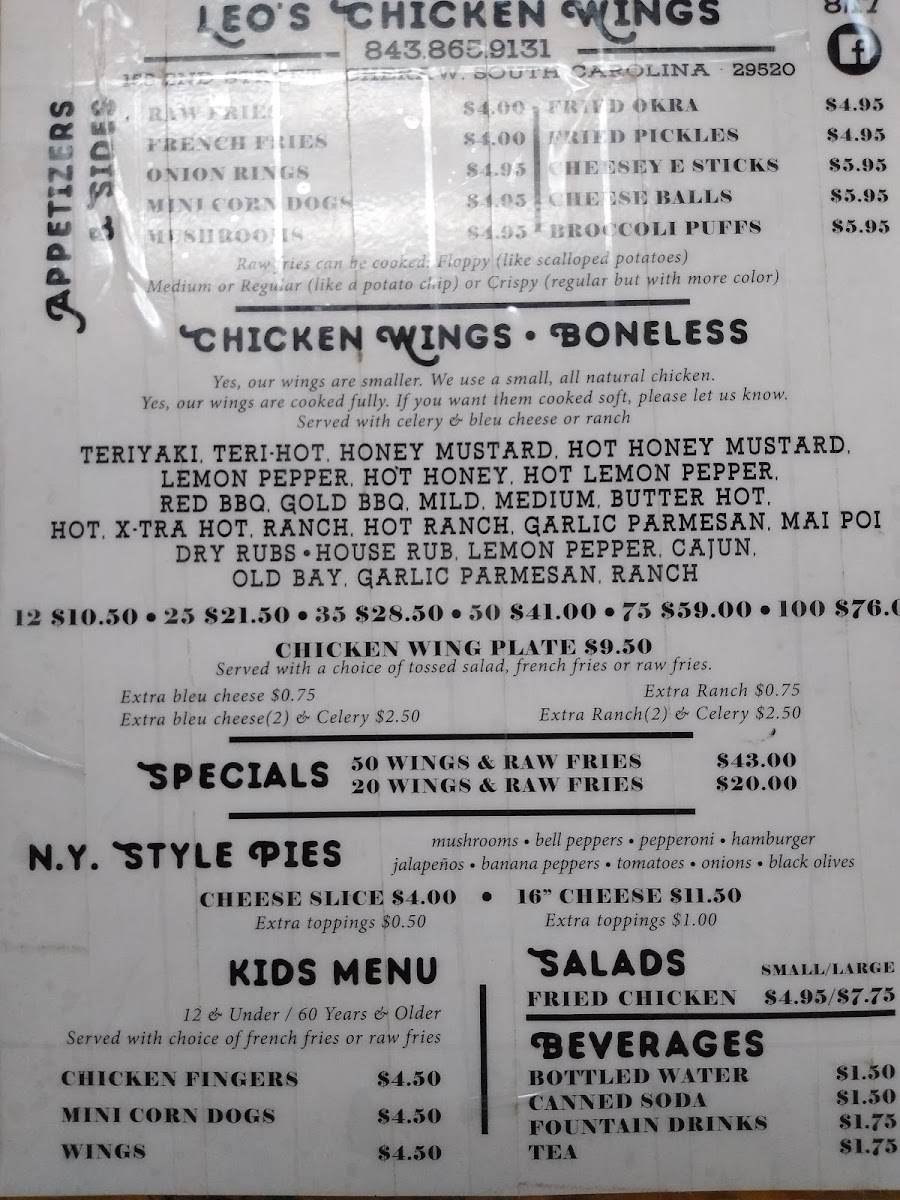 LEO'S CHICKEN WINGS
843.865.9131
2ND STREET CHERAW, SOUTH CAROLINA · 29520
f
APPETIZERS & SIDES
RAW FRIES $4.00
FRENCH FRIES $4.00
ONION RINGS $4.95
MINI CORN DOGS $4.95
MUSHROOMS $4.95
FRIED OKRA $4.95
FRIED PICKLES $4.95
CHEESEY E STICKS $5.95
CHEESE BALLS $5.95
BROCCOLI PUFFS $5.95
Raw fries can be cooked: Floppy (like scalloped potatoes)
Medium or Regular (like a potato chip) or Crispy (regular but with more color)
CHICKEN WINGS • BONELESS
Yes, our wings are smaller. We use a small, all natural chicken.
Yes, our wings are cooked fully. If you want them cooked soft, please let us know.
Served with celery & bleu cheese or ranch
TERIYAKI, TERI-HOT, HONEY MUSTARD, HOT HONEY MUSTARD,
LEMON PEPPER, HOT HONEY, HOT LEMON PEPPER,
RED BBQ, GOLD BBQ, MILD, MEDIUM, BUTTER HOT,
HOT, X-TRA HOT, RANCH, HOT RANCH, GARLIC PARMESAN, MAI POI
DRY RUBS • HOUSE RUB, LEMON PEPPER, CAJUN,
OLD BAY, GARLIC PARMESAN, RANCH
12 $10.50 • 25 $21.50 • 35 $28.50 • 50 $41.00 • 75 $59.00 • 100 $76.0
CHICKEN WING PLATE $9.50
Served with a choice of tossed salad, french fries or raw fries.
Extra bleu cheese $0.75 Extra Ranch $0.75
Extra bleu cheese(2) & Celery $2.50 Extra Ranch(2) & Celery $2.50
SPECIALS
50 WINGS & RAW FRIES $43.00
20 WINGS & RAW FRIES $20.00
N.Y. STYLE PIES
mushrooms • bell peppers • pepperoni • hamburger
jalapeños • banana peppers • tomatoes • onions • black olives
CHEESE SLICE $4.00 • 16" CHEESE $11.50
Extra toppings $0.50 Extra toppings $1.00
KIDS MENU
12 & Under / 60 Years & Older
Served with choice of french fries or raw fries
CHICKEN FINGERS $4.50
MINI CORN DOGS $4.50
WINGS $4.50
SALADS SMALL/LARGE
FRIED CHICKEN $4.95/$7.75
BEVERAGES
BOTTLED WATER $1.50
CANNED SODA $1.50
FOUNTAIN DRINKS $1.75
TEA $1.75